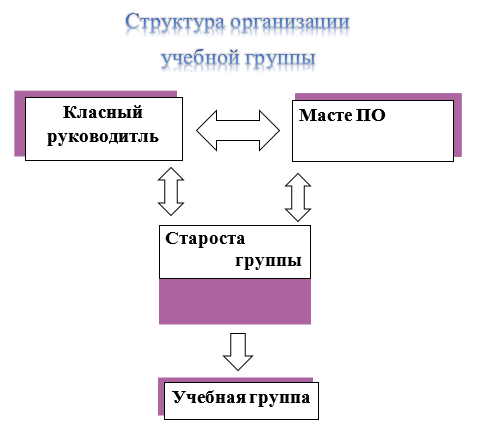 Структура организации
учебной группы
Класный
руководитль
Масте ПО
Староста
группы
Учебная группа